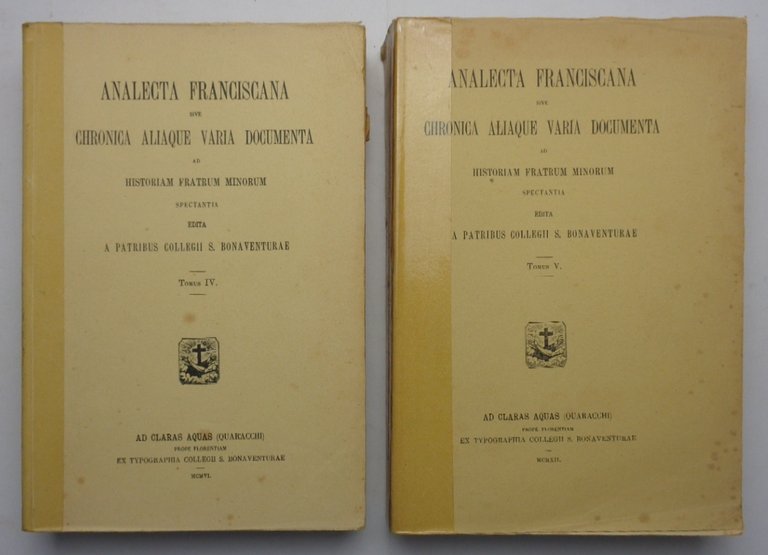 ANALECTA FRANCISCANA
SIVE
CHRONICA ALIAQUE VARIA DOCUMENTA
AD
HISTORIAM FRATRUM MINORUM
SPECTANTIA
EDITA
A PATRIBUS COLLEGII S. BONAVENTURAE
TOMUS IV.
AD CLARAS AQUAS (QUARACCHI)
PROPE FLORENTIAM
EX TYPOGRAPHIA COLLEGII S. BONAVENTURAE
MCMVI.
ANALECTA FRANCISCANA
SIVE
CHRONICA ALIAQUE VARIA DOCUMENTA
AD
HISTORIAM FRATRUM MINORUM
SPECTANTIA
EDITA
A PATRIBUS COLLEGII S. BONAVENTURAE
TOMUS V.
AD CLARAS AQUAS (QUARACCHI)
PROPE FLORENTIAM
EX TYPOGRAPHIA COLLEGII S. BONAVENTURAE
MCMXII.